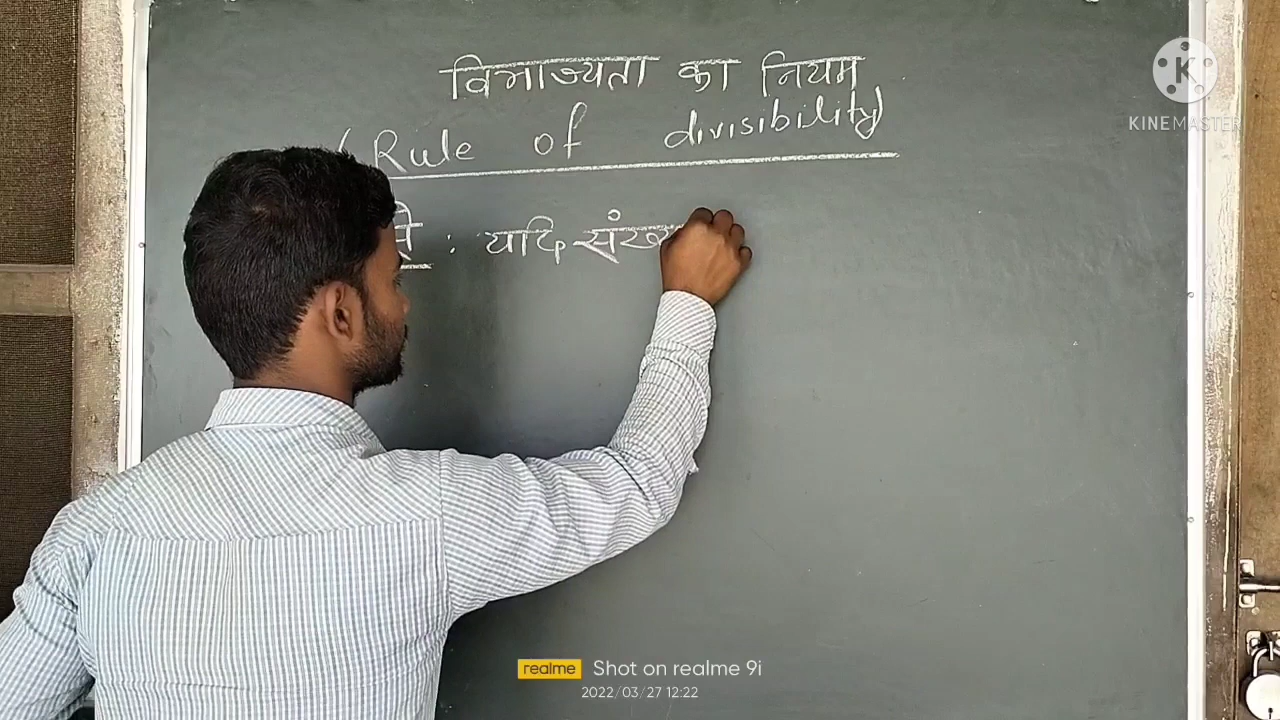 विभाज्यता का नियम
(Rule of divisibility)
से : यदि संख्या
KINEMASTER
realme Shot on realme 9i
2022/03/27 12:22